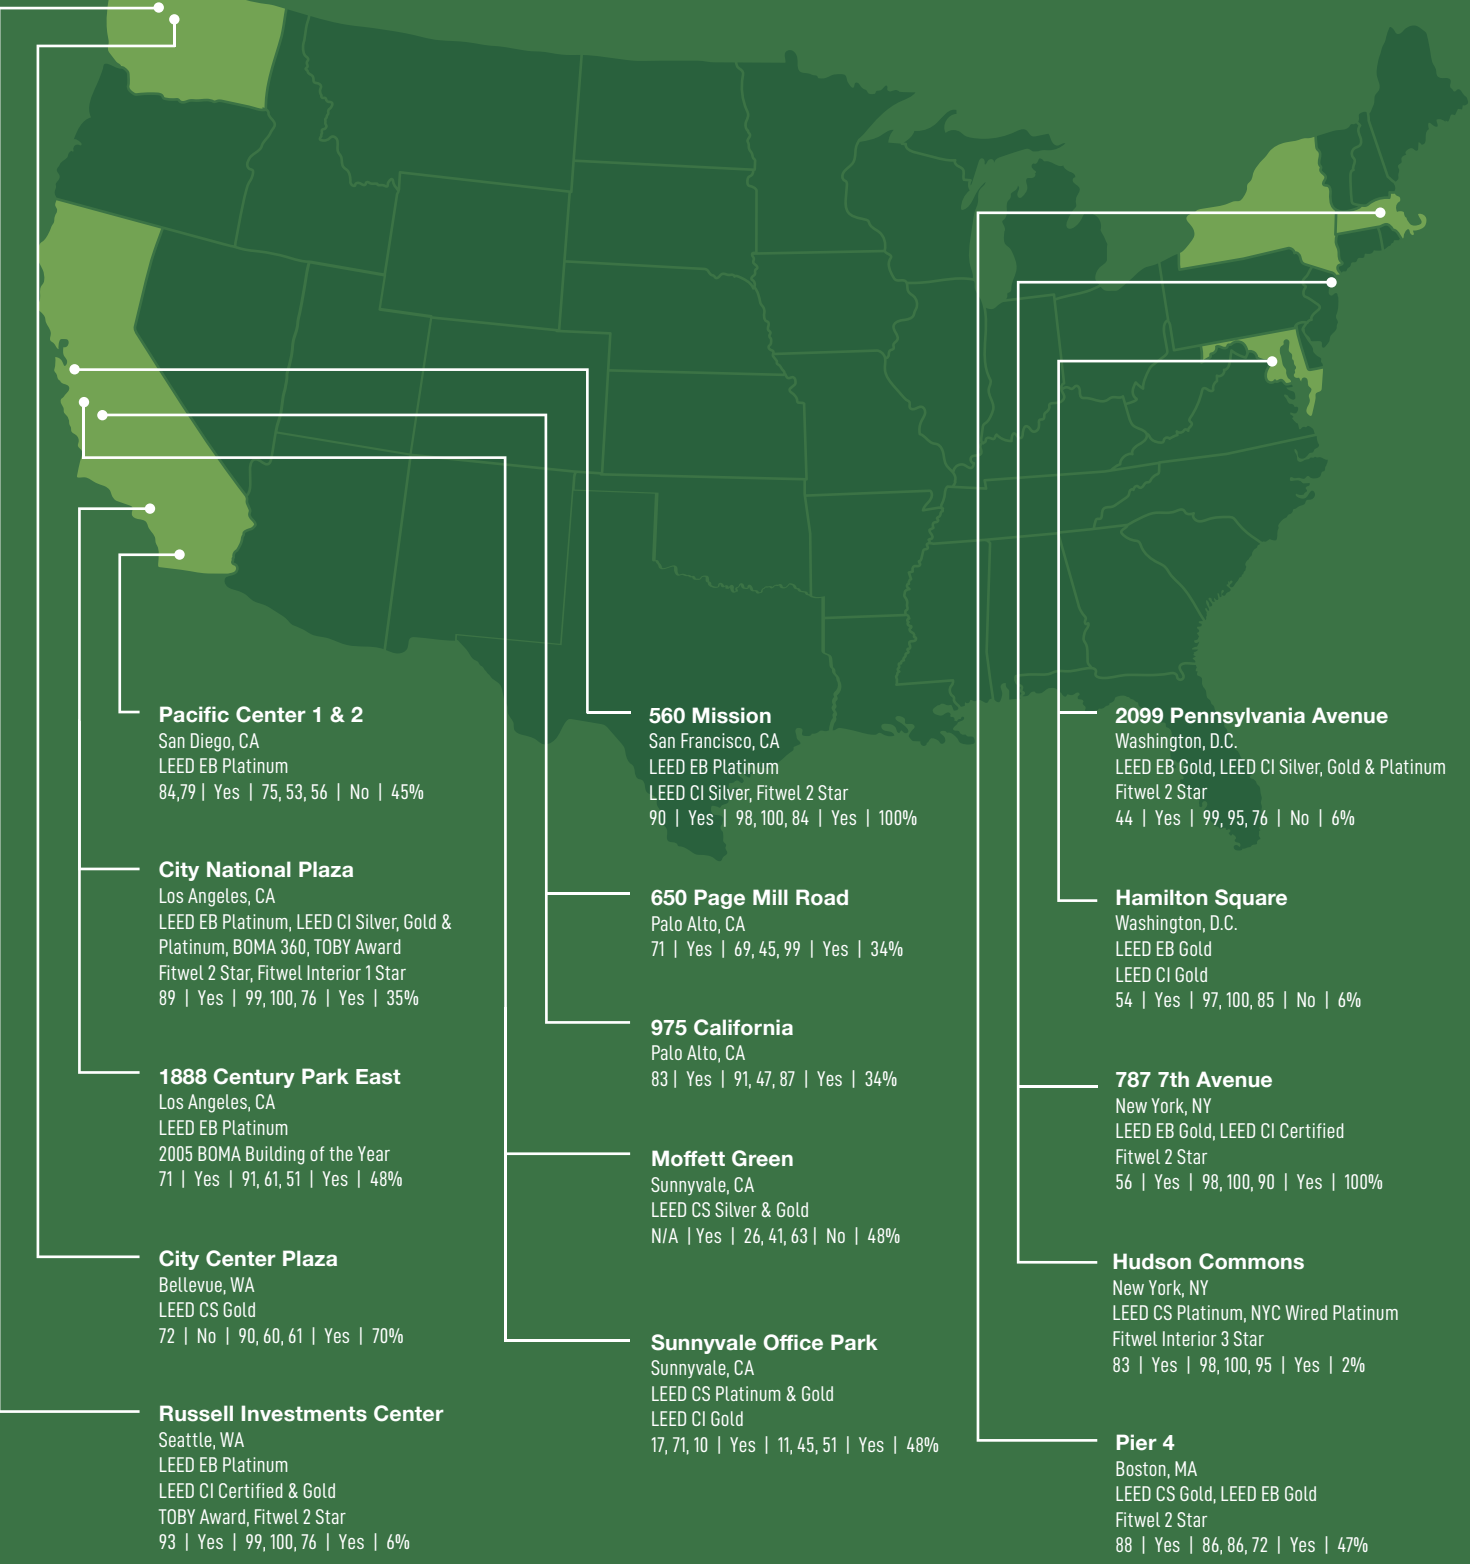 Pacific Center 1 & 2
San Diego, CA
LEED EB Platinum
84,79 | Yes | 75, 53, 56 | No | 45%
City National Plaza
Los Angeles, CA
LEED EB Platinum, LEED CI Silver, Gold &
Platinum, BOMA 360, TOBY Award
Fitwel 2 Star, Fitwel Interior 1 Star
89 | Yes | 99, 100, 76 | Yes | 35%
1888 Century Park East
Los Angeles, CA
LEED EB Platinum
2005 BOMA Building of the Year
71 | Yes | 91, 61, 51 | Yes | 48%
City Center Plaza
Bellevue, WA
LEED CS Gold
72 | No | 90, 60, 61 | Yes | 70%
Russell Investments Center
Seattle, WA
LEED EB Platinum
LEED CI Certified & Gold
TOBY Award, Fitwel 2 Star
93 | Yes | 99, 100, 76 | Yes | 6%
560 Mission
San Francisco, CA
LEED EB Platinum
LEED CI Silver, Fitwel 2 Star
90 | Yes | 98, 100, 84 | Yes | 100%
650 Page Mill Road
Palo Alto, CA
71 | Yes | 69, 45, 99 | Yes | 34%
975 California
Palo Alto, CA
83 | Yes | 91, 47, 87 | Yes | 34%
Moffett Green
Sunnyvale, CA
LEED CS Silver & Gold
N/A | Yes | 26, 41, 63 | No | 48%
Sunnyvale Office Park
Sunnyvale, CA
LEED CS Platinum & Gold
LEED CI Gold
17, 71, 10 | Yes | 11, 45, 51 | Yes | 48%
2099 Pennsylvania Avenue
Washington, D.C.
LEED EB Gold, LEED CI Silver, Gold & Platinum
Fitwel 2 Star
44 | Yes | 99, 95, 76 | No | 6%
Hamilton Square
Washington, D.C.
LEED EB Gold
LEED CI Gold
54 | Yes | 97, 100, 85 | No | 6%
787 7th Avenue
New York, NY
LEED EB Gold, LEED CI Certified
Fitwel 2 Star
56 | Yes | 98, 100, 90 | Yes | 100%
Hudson Commons
New York, NY
LEED CS Platinum, NYC Wired Platinum
Fitwel Interior 3 Star
83 | Yes | 98, 100, 95 | Yes | 2%
Pier 4
Boston, MA
LEED CS Gold, LEED EB Gold
Fitwel 2 Star
88 | Yes | 86, 86, 72 | Yes | 47%